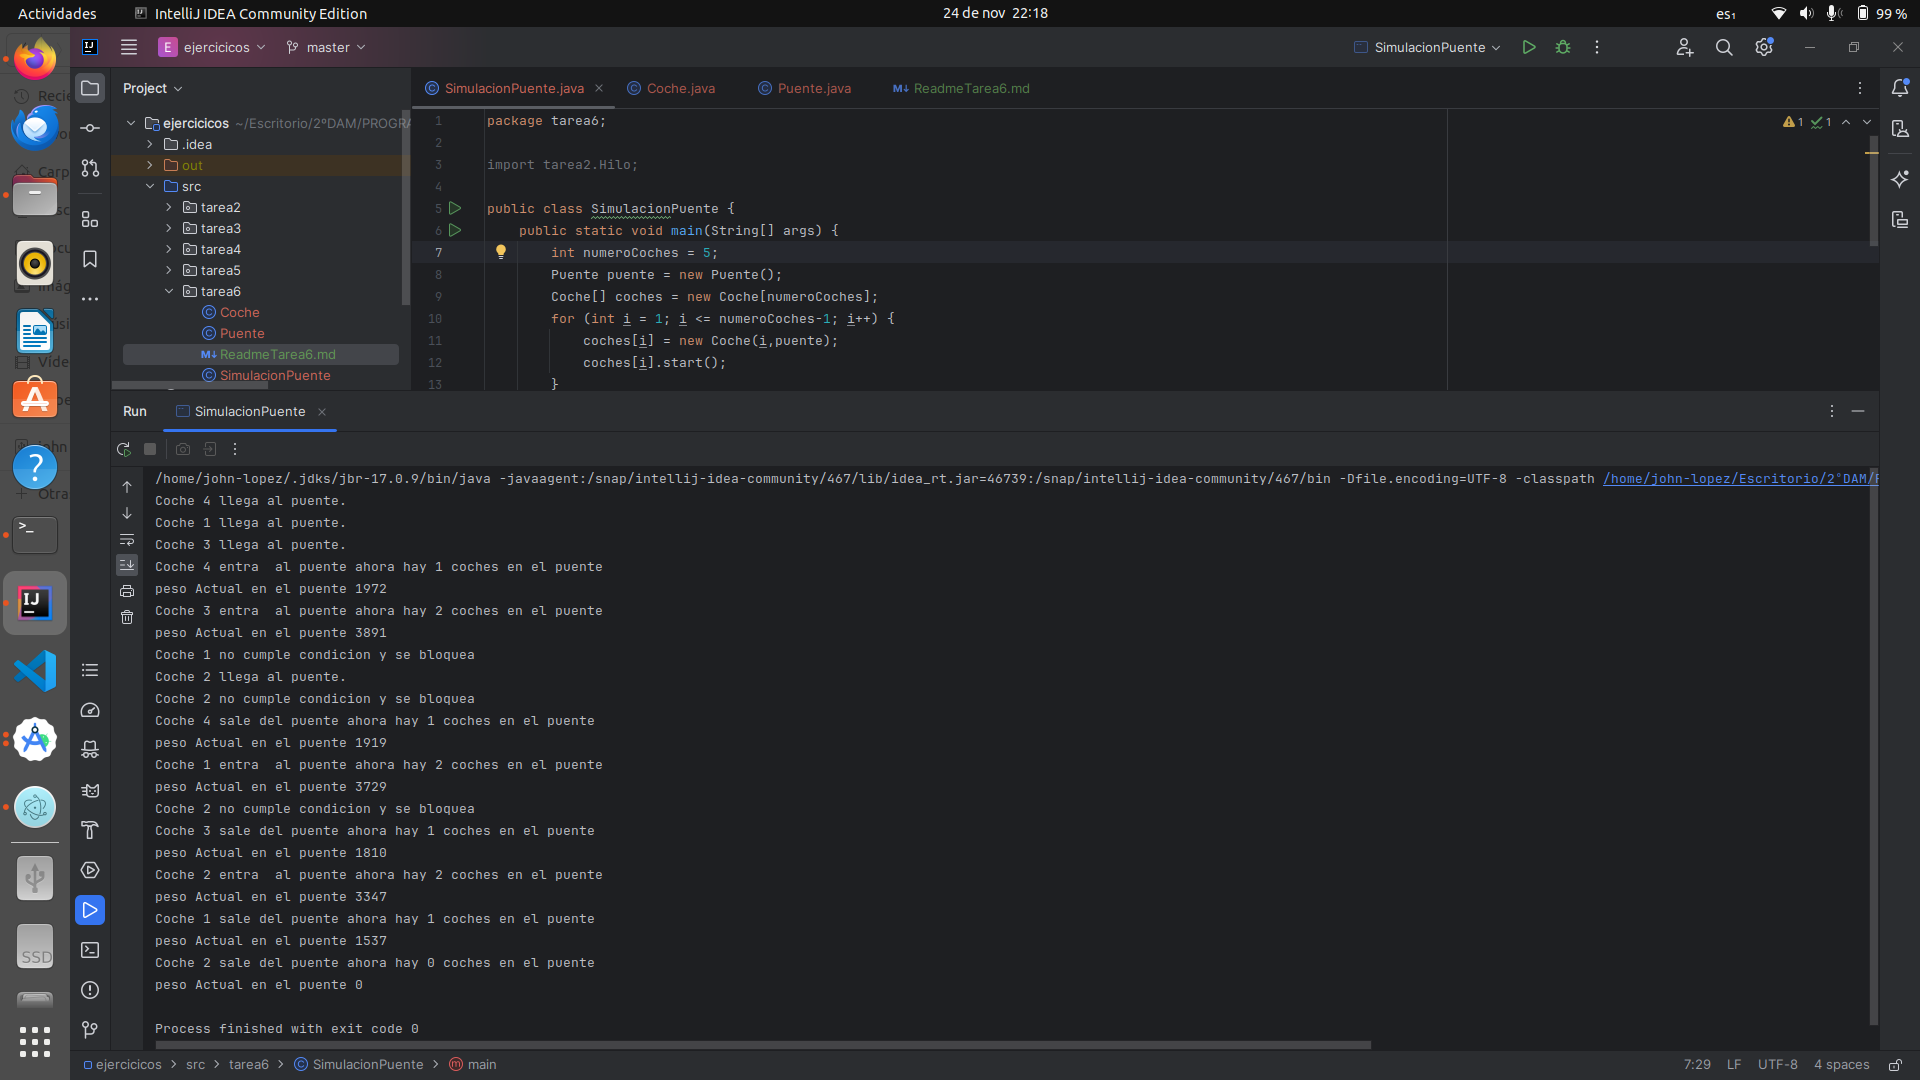 Actividades
IntelliJ IDEA Community Edition
24 de nov 22:18
es₁
99 %
IJ
E ejercicicos
master
SimulacionPuente
Project
SimulacionPuente.java
Coche.java
Puente.java
M↓ ReadmeTarea6.md
ejercicicos ~/Escritorio/2ºDAM/PROGRA
.idea
out
src
tarea2
tarea3
tarea4
tarea5
tarea6
Coche
Puente
M↓ ReadmeTarea6.md
SimulacionPuente
1 package tarea6;
2
3 import tarea2.Hilo;
4
5 public class SimulacionPuente {
6 public static void main(String[] args) {
7 int numeroCoches = 5;
8 Puente puente = new Puente();
9 Coche[] coches = new Coche[numeroCoches];
10 for (int i = 1; i <= numeroCoches-1; i++) {
11 coches[i] = new Coche(i,puente);
12 coches[i].start();
13 }
1 1
Run
SimulacionPuente
/home/john-lopez/.jdks/jbr-17.0.9/bin/java -javaagent:/snap/intellij-idea-community/467/lib/idea_rt.jar=46739:/snap/intellij-idea-community/467/bin -Dfile.encoding=UTF-8 -classpath /home/john-lopez/Escritorio/2ºDAM/
Coche 4 llega al puente.
Coche 1 llega al puente.
Coche 3 llega al puente.
Coche 4 entra  al puente ahora hay 1 coches en el puente
peso Actual en el puente 1972
Coche 3 entra  al puente ahora hay 2 coches en el puente
peso Actual en el puente 3891
Coche 1 no cumple condicion y se bloquea
Coche 2 llega al puente.
Coche 2 no cumple condicion y se bloquea
Coche 4 sale del puente ahora hay 1 coches en el puente
peso Actual en el puente 1919
Coche 1 entra  al puente ahora hay 2 coches en el puente
peso Actual en el puente 3729
Coche 2 no cumple condicion y se bloquea
Coche 3 sale del puente ahora hay 1 coches en el puente
peso Actual en el puente 1810
Coche 2 entra  al puente ahora hay 2 coches en el puente
peso Actual en el puente 3347
Coche 1 sale del puente ahora hay 1 coches en el puente
peso Actual en el puente 1537
Coche 2 sale del puente ahora hay 0 coches en el puente
peso Actual en el puente 0
Process finished with exit code 0
SSD
ejercicicos > src > tarea6 > SimulacionPuente > main
7:29
LF
UTF-8
4 spaces